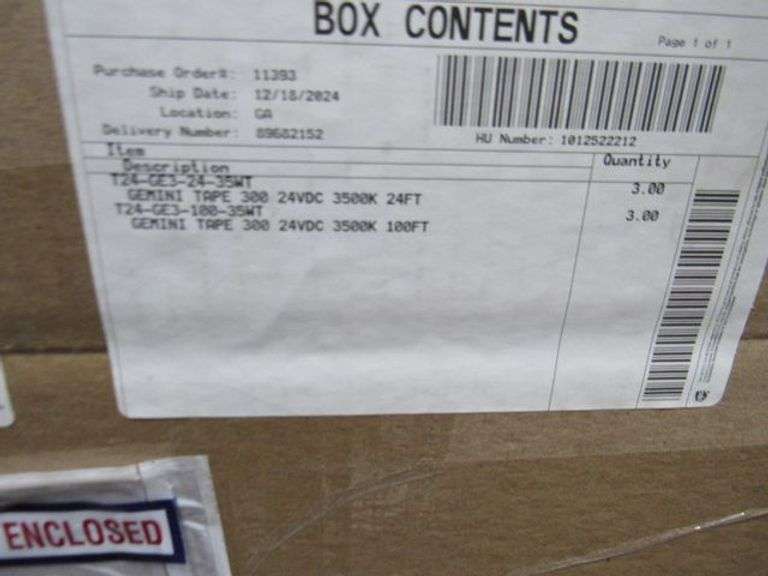 BOX CONTENTS
Page 1 of 1
Purchase Order#: 11393
Ship Date: 12/18/2024
Location: GA
Delivery Number: 89682152
HU Number: 1012522212
Item
Description
Quantity
T24-GE3-24-35WT
3.00
GEMINI TAPE 300 24VDC 3500K 24FT
T24-GE3-100-35WT
3.00
GEMINI TAPE 300 24VDC 3500K 100FT
ENCLOSED